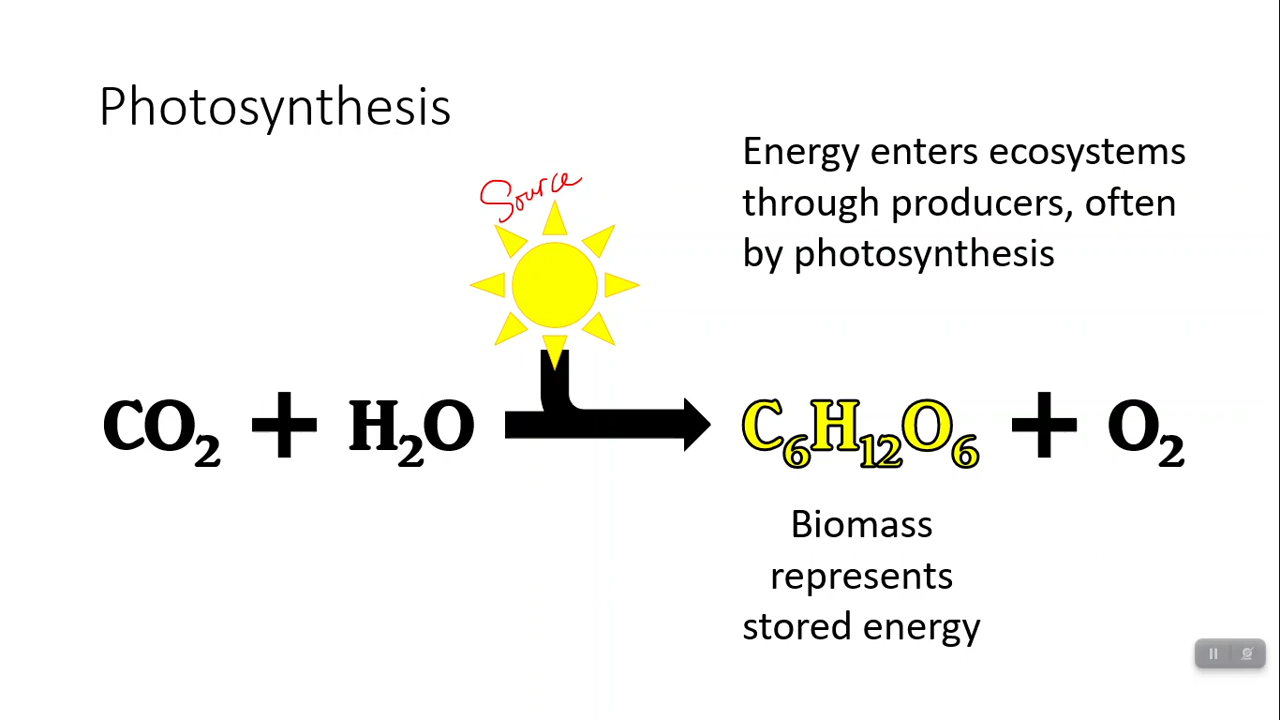 Photosynthesis
Energy enters ecosystems
through producers, often
by photosynthesis
Source
CO₂ + H₂O → C₆H₁₂O₆ + O₂
Biomass
represents
stored energy